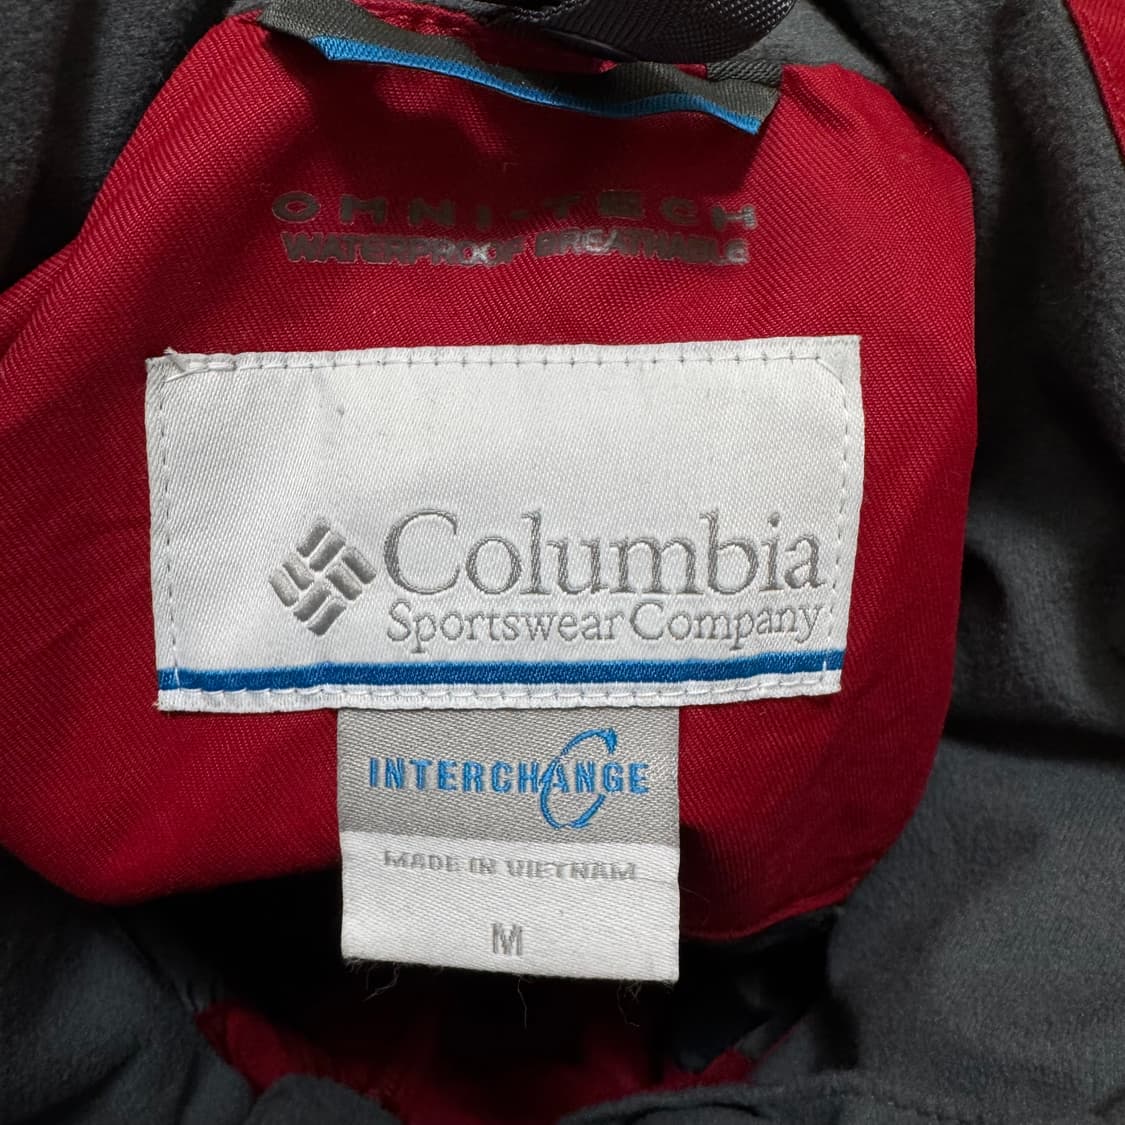 OMNI-TECH
WATERPROOF BREATHABLE
Columbia
Sportswear Company
INTERCHANGE
MADE IN VIETNAM
M